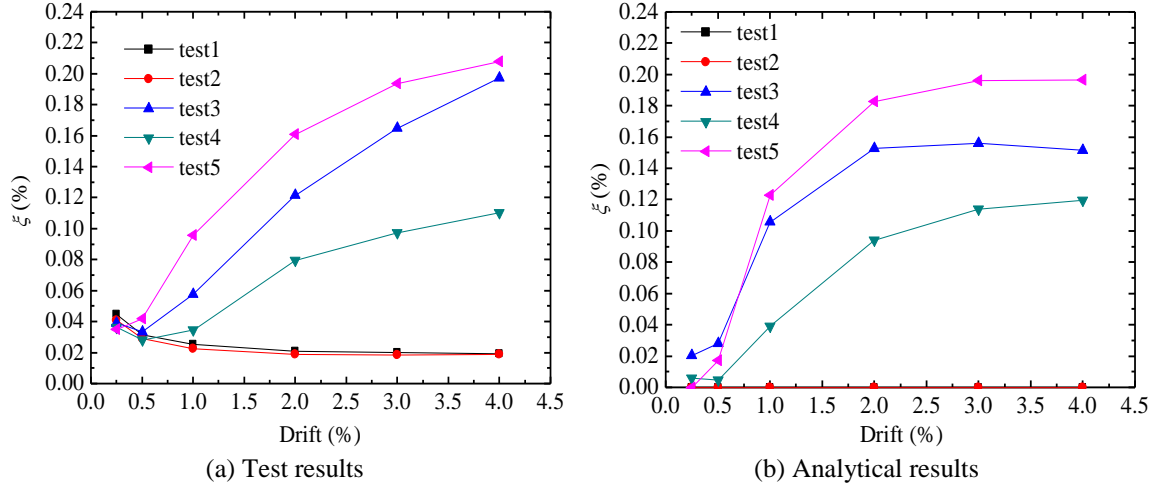 0.24
0.22
0.20
0.18
0.16
0.14
0.12
0.10
0.08
0.06
0.04
0.02
0.00
ξ (%)
test1
test2
test3
test4
test5
0.0 0.5 1.0 1.5 2.0 2.5 3.0 3.5 4.0 4.5
Drift (%)
(a) Test results
0.24
0.22
0.20
0.18
0.16
0.14
0.12
0.10
0.08
0.06
0.04
0.02
0.00
ξ (%)
test1
test2
test3
test4
test5
0.0 0.5 1.0 1.5 2.0 2.5 3.0 3.5 4.0 4.5
Drift (%)
(b) Analytical results